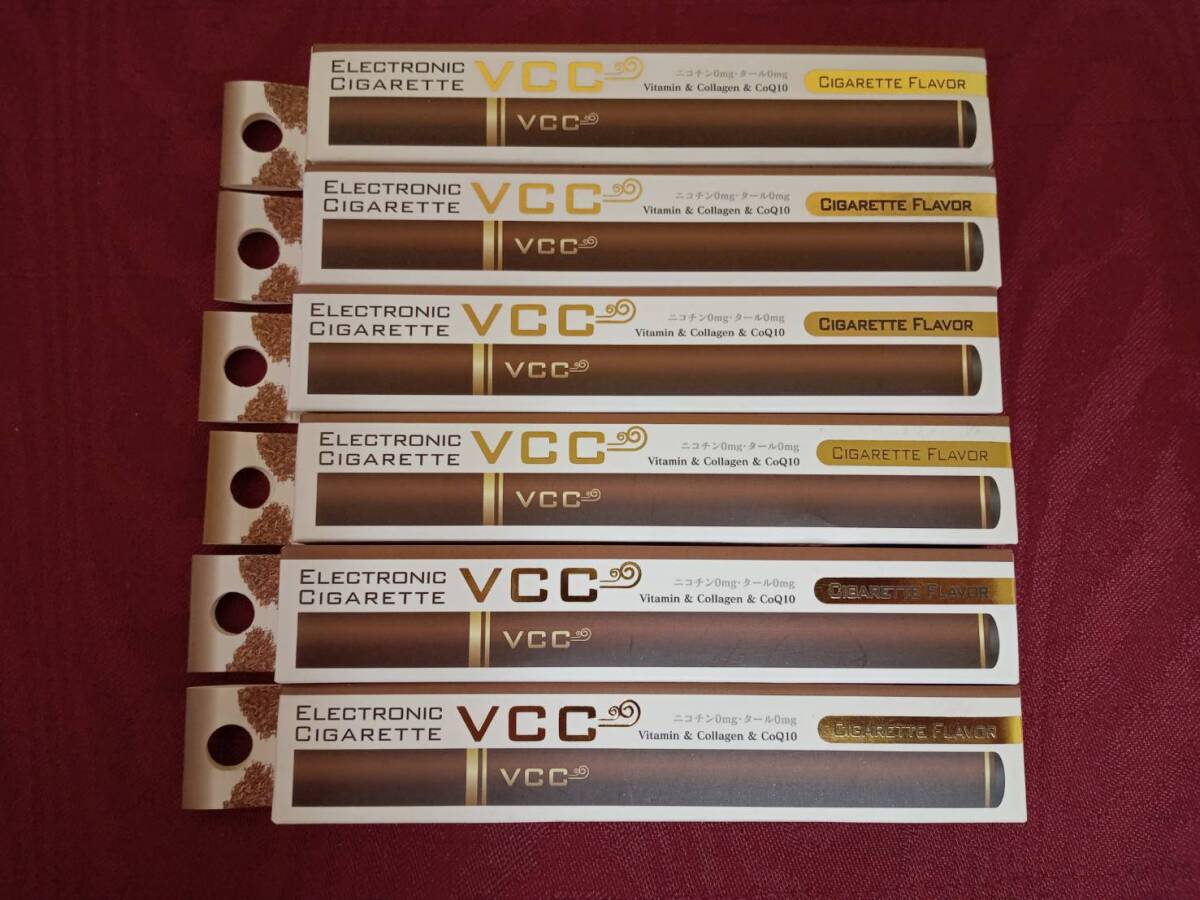 ELECTRONIC CIGARETTE VCC ニコチン0mg・タール0mg
Vitamin & Collagen & CoQ10 CIGARETTE FLAVOR
VCC
ELECTRONIC CIGARETTE VCC ニコチン0mg・タール0mg
Vitamin & Collagen & CoQ10 CIGARETTE FLAVOR
VCC
ELECTRONIC CIGARETTE VCC ニコチン0mg・タール0mg
Vitamin & Collagen & CoQ10 CIGARETTE FLAVOR
VCC
ELECTRONIC CIGARETTE VCC ニコチン0mg・タール0mg
Vitamin & Collagen & CoQ10 CIGARETTE FLAVOR
VCC
ELECTRONIC CIGARETTE VCC ニコチン0mg・タール0mg
Vitamin & Collagen & CoQ10 CIGARETTE FLAVOR
VCC
ELECTRONIC CIGARETTE VCC ニコチン0mg・タール0mg
Vitamin & Collagen & CoQ10 CIGARETTE FLAVOR
VCC